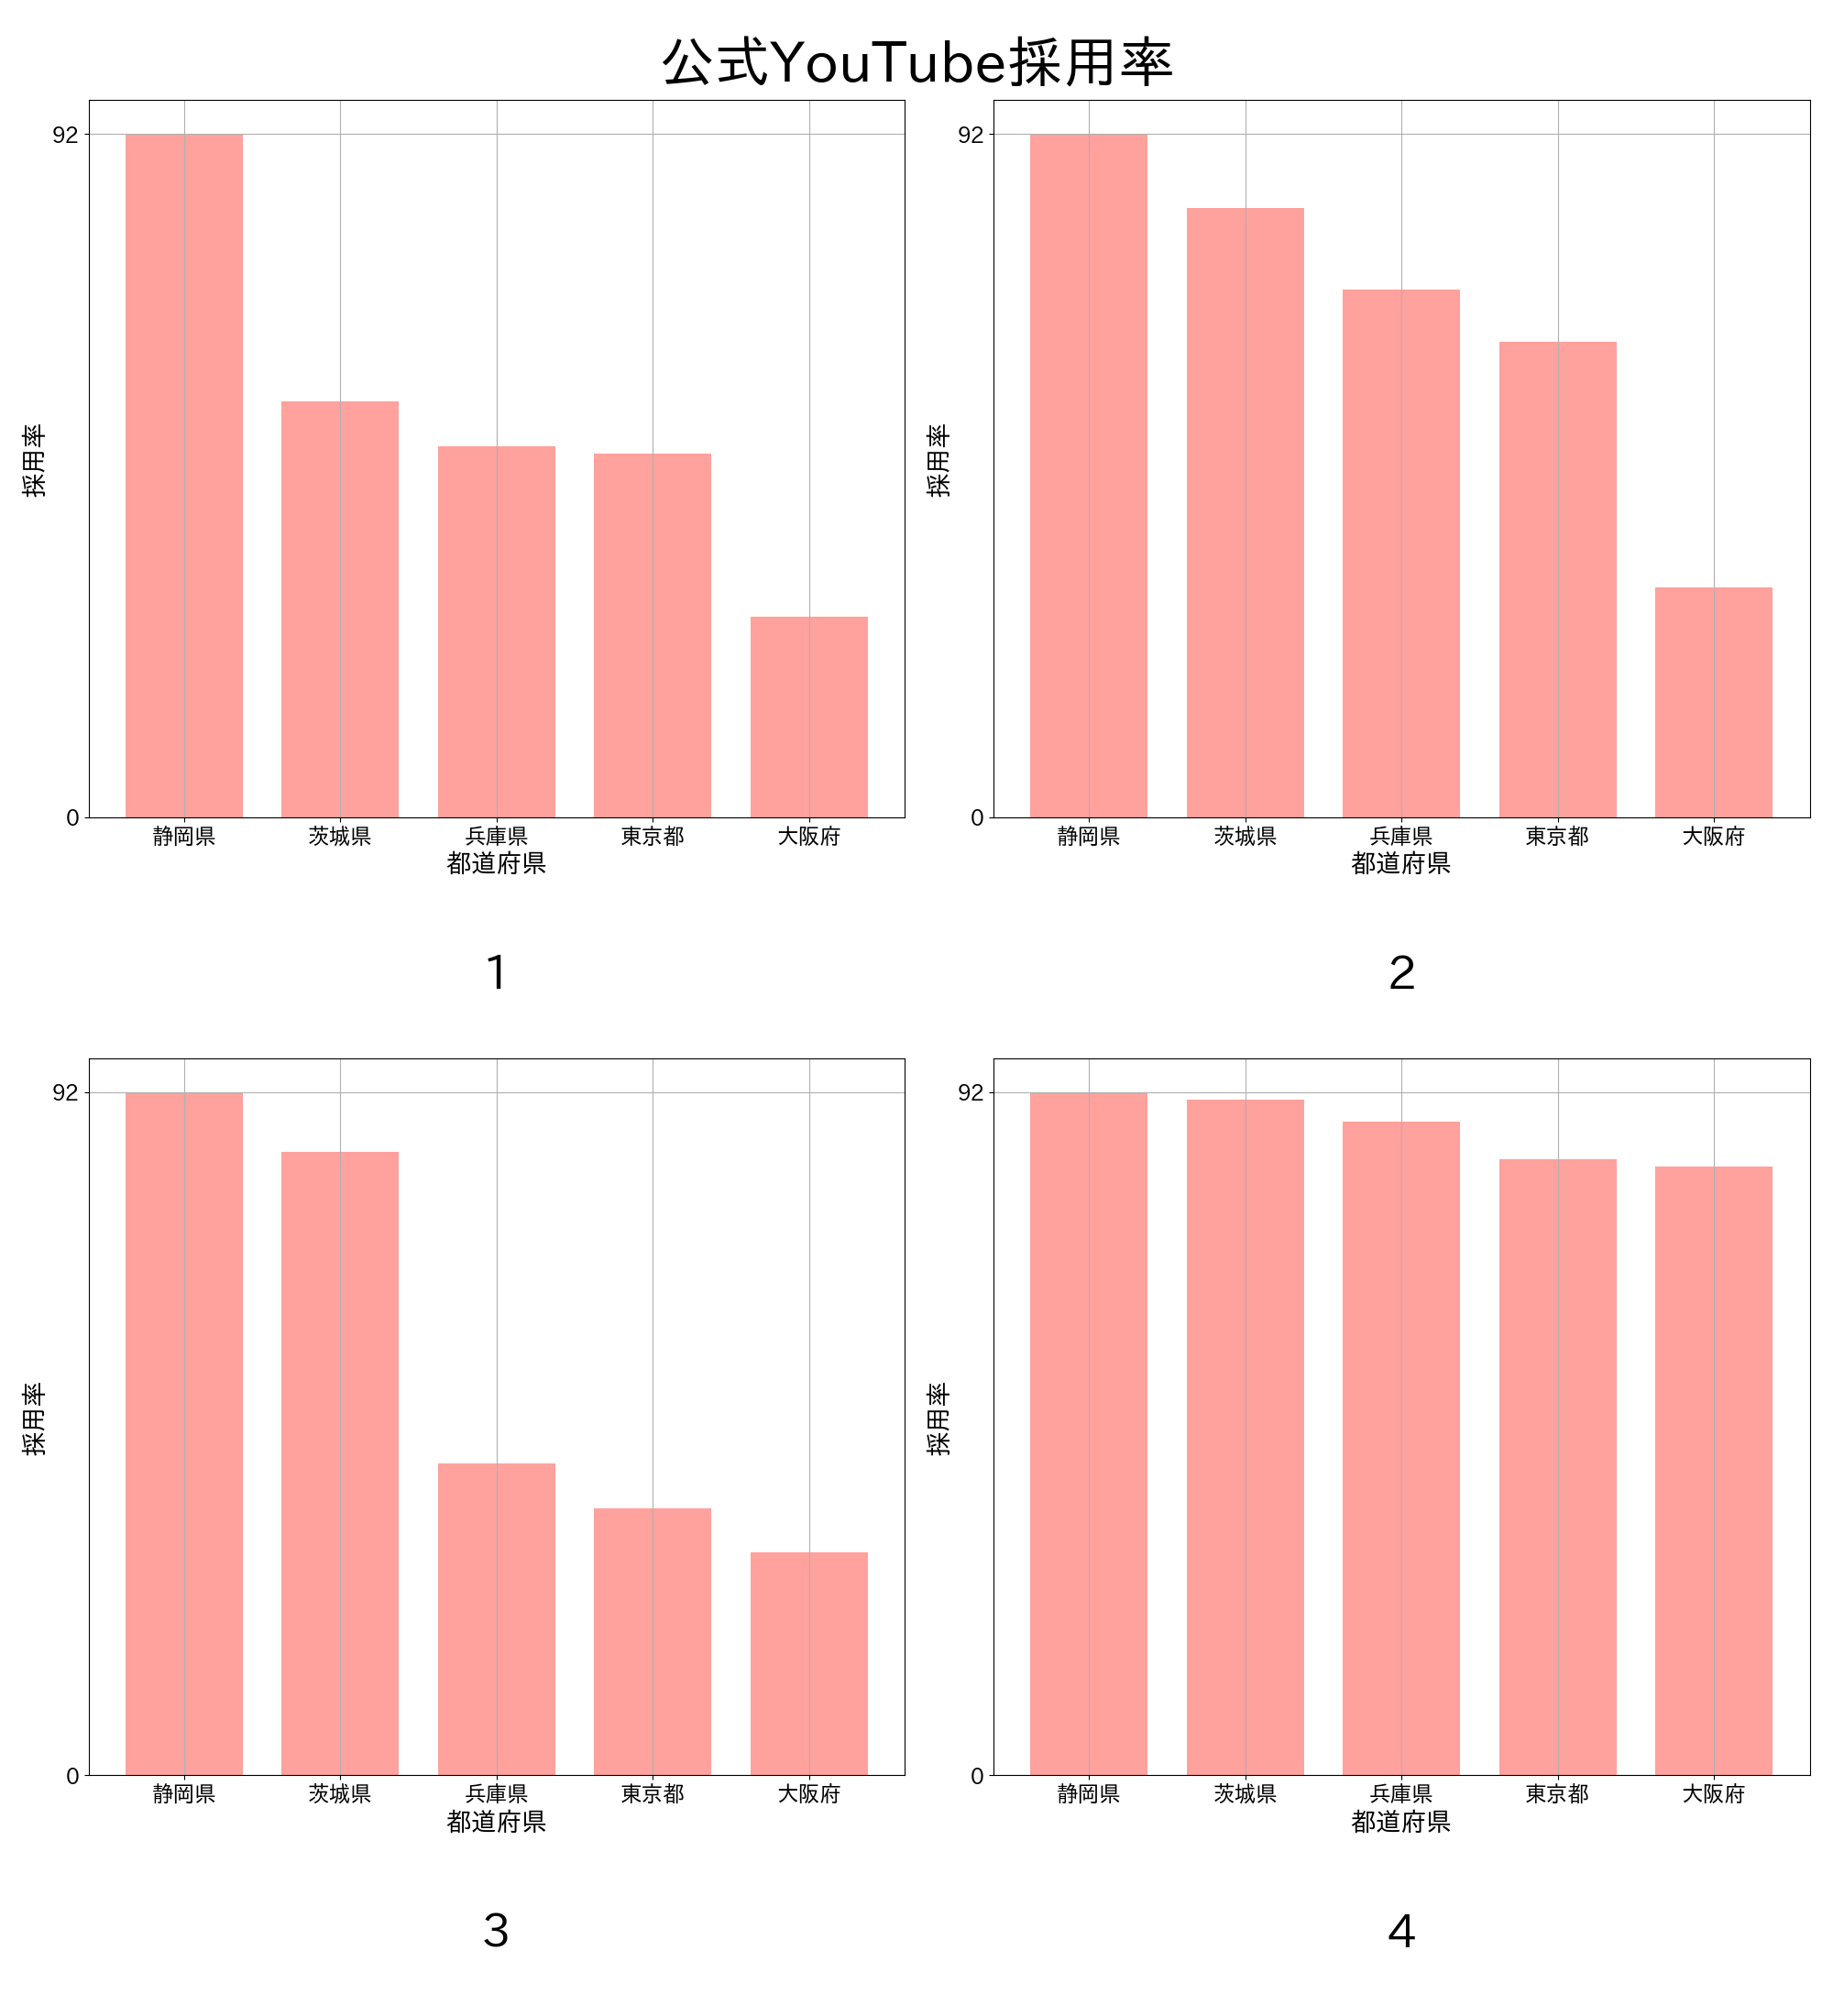 公式YouTube採用率
92
0
採用率
静岡県 茨城県 兵庫県 東京都 大阪府
都道府県
1
92
0
採用率
静岡県 茨城県 兵庫県 東京都 大阪府
都道府県
2
92
0
採用率
静岡県 茨城県 兵庫県 東京都 大阪府
都道府県
3
92
0
採用率
静岡県 茨城県 兵庫県 東京都 大阪府
都道府県
4